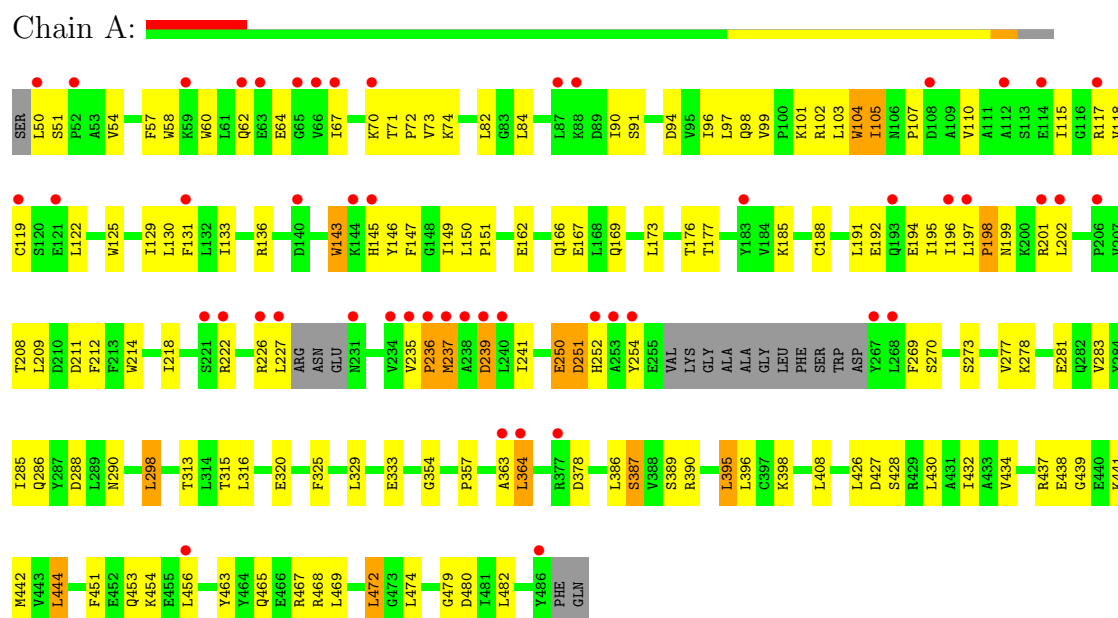 Chain A:
SER L50 S51 P52 A53 V54 F57 W58 K59 W60 L61 Q62 E63 E64 G65 V66 I67 K70 T71 P72 V73 K74 L82 G83 L84 L87 K88 D89 I90 S91 D94 V95 I96 L97 Q98 V99 P100 K101 R102 L103 W104 I105 N106 P107 D108 A109 V110 A111 A112 S113 E114 I115 G116 R117 V118
C119 S120 E121 L122 W125 I129 L130 F131 L132 I133 R136 D140 W143 K144 H145 Y146 F147 G148 I149 L150 P151 E162 Q166 E167 L168 Q169 L173 T176 T177 Y183 V184 K185 C188 L191 E192 Q193 E194 I195 I196 L197 P198 N199 K200 R201 L202 P206
T208 L209 D210 D211 F212 F213 W214 I218 S221 R222 R226 L227 ARG ASN GLU N231 V234 V235 P236 M237 A238 D239 L240 I241 E250 D251 H252 A253 Y254 E255 VAL LYS GLY ALA ALA GLY LEU PHE SER TRP ASP Y267 L268 F269 S270 S273 V277 K278 E281 Q282 V283
I285 Q286 Y287 D288 L289 N290 L298 T313 L314 T315 L316 E320 F325 L329 E333 G354 P357 A363 L364 R377 D378 L386 S387 V388 S389 R390 L395 L396 C397 K398 L408 L426 D427 S428 R429 L430 A431 I432 A433 V434 R437 E438 G439 E440 K441
M442 V443 L444 F451 E452 Q453 K454 E455 L456 Y463 Y464 Q465 E466 R467 R468 L469 L472 G473 L474 G479 D480 I481 L482 Y486 PHE GLN